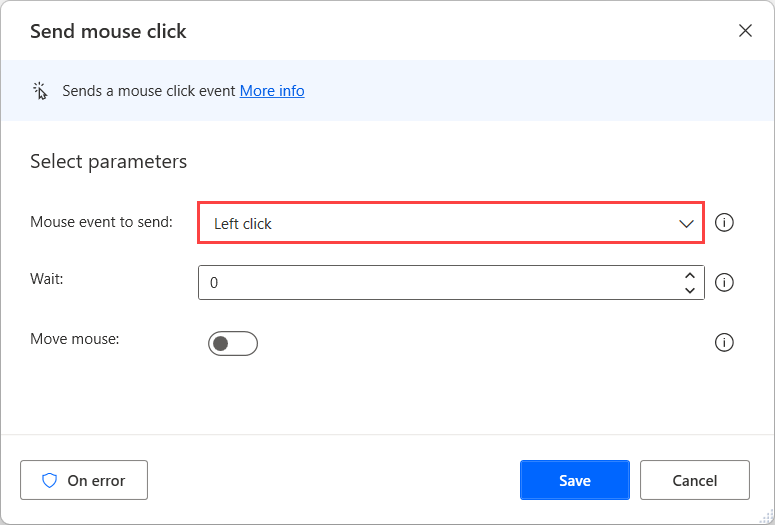 Send mouse click
Sends a mouse click event More info
Select parameters
Mouse event to send: Left click
Wait: 0
Move mouse:
On error Save Cancel